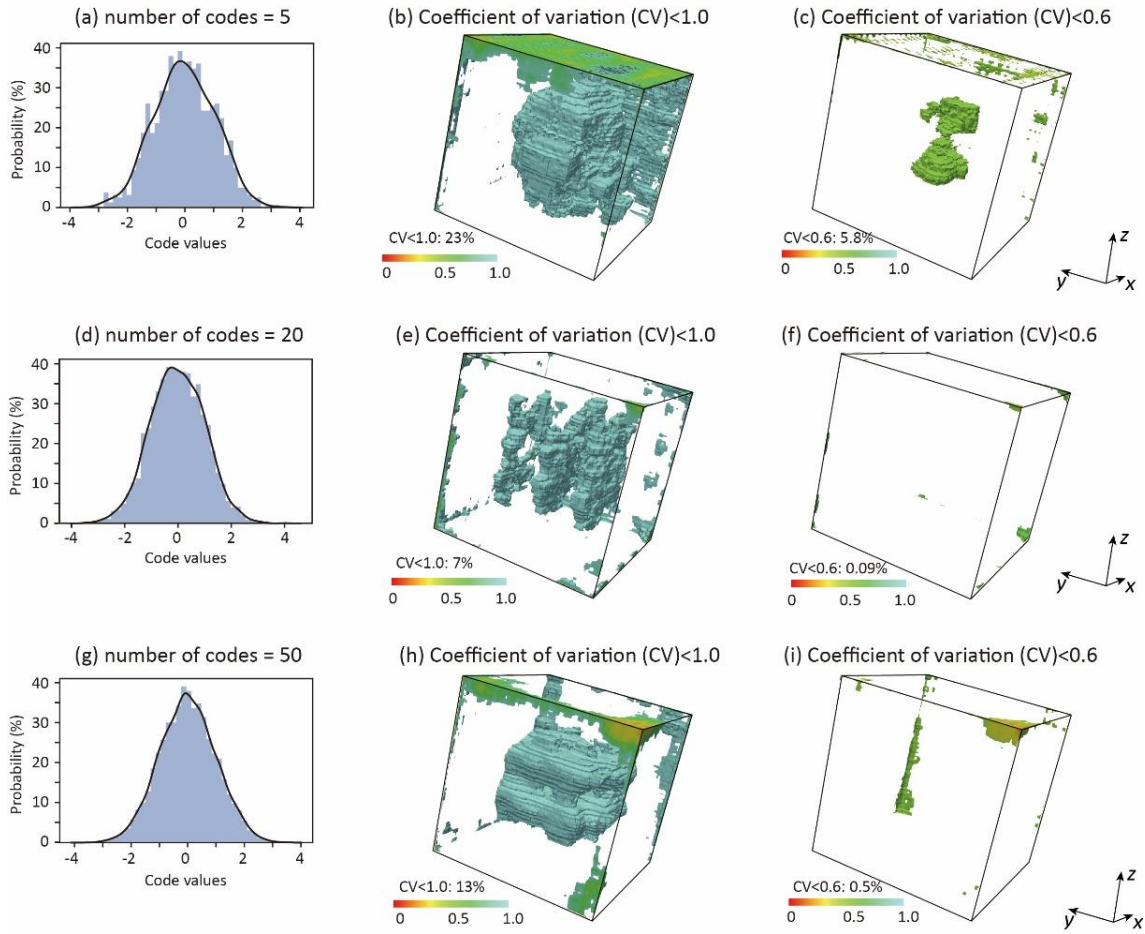 (a) number of codes = 5
(b) Coefficient of variation (CV)<1.0
(c) Coefficient of variation (CV)<0.6
Probability (%)
40
30
20
10
0
-4 -2 0 2 4
Code values
CV<1.0: 23%
0 0.5 1.0
CV<0.6: 5.8%
0 0.5 1.0
z
y
x
(d) number of codes = 20
(e) Coefficient of variation (CV)<1.0
(f) Coefficient of variation (CV)<0.6
Probability (%)
40
30
20
10
0
-4 -2 0 2 4
Code values
CV<1.0: 7%
0 0.5 1.0
CV<0.6: 0.09%
0 0.5 1.0
z
y
x
(g) number of codes = 50
(h) Coefficient of variation (CV)<1.0
(i) Coefficient of variation (CV)<0.6
Probability (%)
40
30
20
10
0
-4 -2 0 2 4
Code values
CV<1.0: 13%
0 0.5 1.0
CV<0.6: 0.5%
0 0.5 1.0
z
y
x